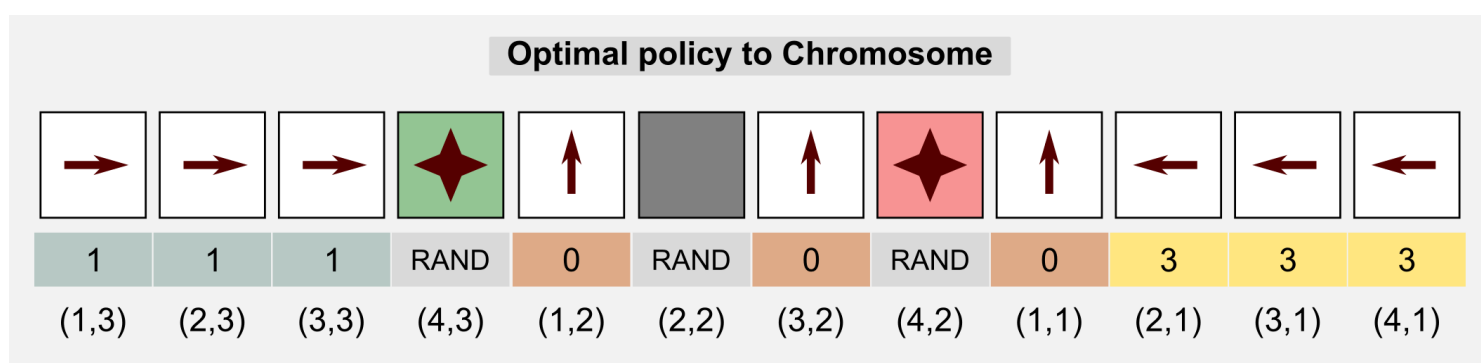 Optimal policy to Chromosome
1 1 1 RAND 0 RAND 0 RAND 0 3 3 3
(1,3) (2,3) (3,3) (4,3) (1,2) (2,2) (3,2) (4,2) (1,1) (2,1) (3,1) (4,1)